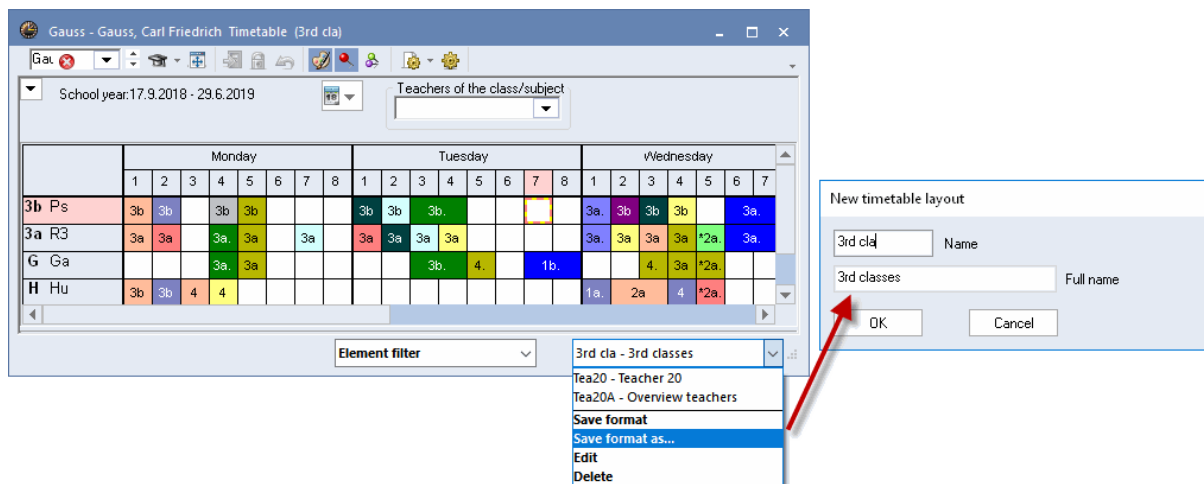 Gauss - Gauss, Carl Friedrich Timetable (3rd cla)
Gau
School year:17.9.2018 - 29.6.2019
Teachers of the class/subject
Monday Tuesday Wednesday
1 2 3 4 5 6 7 8 1 2 3 4 5 6 7 8 1 2 3 4 5 6 7
3b Ps 3b 3b 3b 3b 3b 3b 3b. 3a. 3b 3b 3b 3a.
3a R3 3a 3a 3a. 3a 3a 3a 3a 3a 3a 3a. 3a 3a 3a *2a. 3a.
G Ga 3a. 3a 3b. 4. 1b. 4. 3a *2a.
H Hu 3b 3b 4 4 1a. 2a 4 *2a.
Element filter
3rd cla - 3rd classes
Tea20 - Teacher 20
Tea20A - Overview teachers
Save format
Save format as...
Edit
Delete
New timetable layout
3rd cla Name
3rd classes Full name
OK Cancel